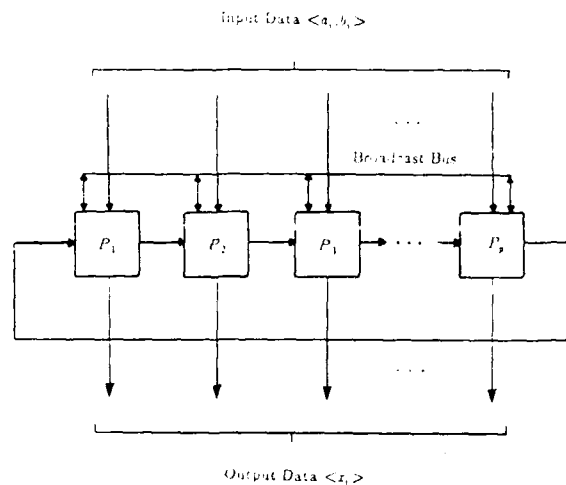 Input Data <a_i, b_i>
. . .
Broadcast Bus
P_1 P_2 P_3 . . . P_p
. . .
Output Data <x_i>